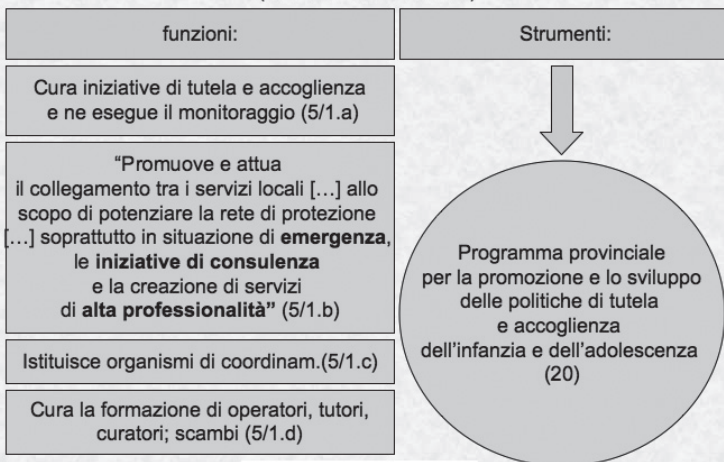 funzioni:
Cura iniziative di tutela e accoglienza
e ne esegue il monitoraggio (5/1.a)
“Promuove e attua
il collegamento tra i servizi locali […] allo
scopo di potenziare la rete di protezione
[…] soprattutto in situazione di emergenza,
le iniziative di consulenza
e la creazione di servizi
di alta professionalità” (5/1.b)
Istituisce organismi di coordinam.(5/1.c)
Cura la formazione di operatori, tutori,
curatori; scambi (5/1.d)
Strumenti:
Programma provinciale
per la promozione e lo sviluppo
delle politiche di tutela
e accoglienza
dell’infanzia e dell’adolescenza
(20)